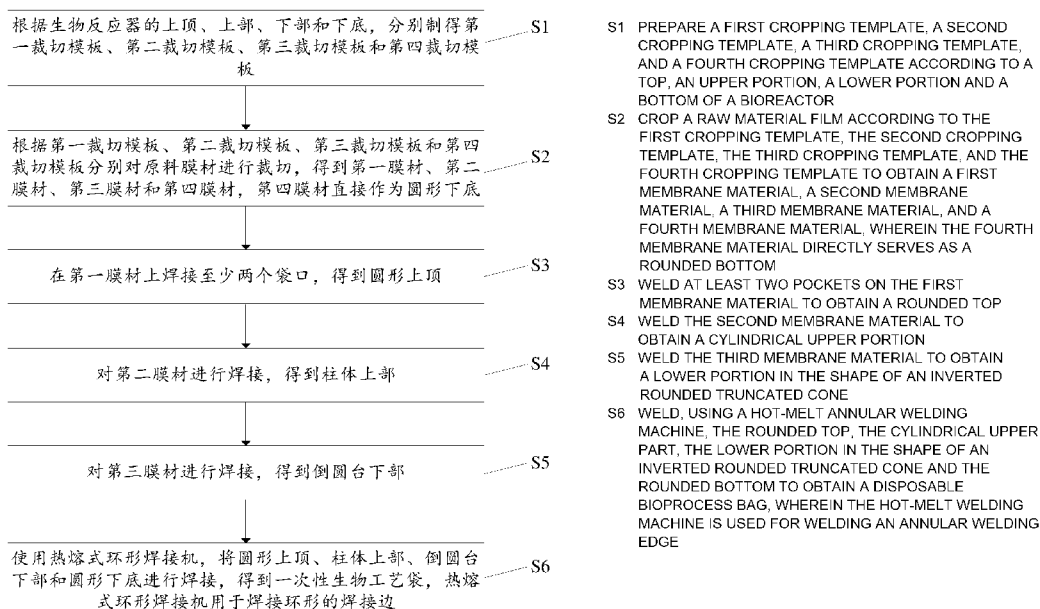 根据生物反应器的上顶、上部、下部和下底，分别制得第
一裁切模板、第二裁切模板、第三裁切模板和第四裁切模
板
S1
根据第一裁切模板、第二裁切模板、第三裁切模板和第四
裁切模板分别对原料膜材进行裁切，得到第一膜材、第二
膜材、第三膜材和第四膜材，第四膜材直接作为圆形下底
S2
在第一膜材上焊接至少两个袋口，得到圆形上顶
S3
对第二膜材进行焊接，得到柱体上部
S4
对第三膜材进行焊接，得到倒圆台下部
S5
使用热熔式环形焊接机，将圆形上顶、柱体上部、倒圆台
下部和圆形下底进行焊接，得到一次性生物工艺袋，热熔
式环形焊接机用于焊接环形的焊接边
S6
S1 PREPARE A FIRST CROPPING TEMPLATE, A SECOND
CROPPING TEMPLATE, A THIRD CROPPING TEMPLATE,
AND A FOURTH CROPPING TEMPLATE ACCORDING TO A
TOP, AN UPPER PORTION, A LOWER PORTION AND A
BOTTOM OF A BIOREACTOR
S2 CROP A RAW MATERIAL FILM ACCORDING TO THE
FIRST CROPPING TEMPLATE, THE SECOND CROPPING
TEMPLATE, THE THIRD CROPPING TEMPLATE, AND THE
FOURTH CROPPING TEMPLATE TO OBTAIN A FIRST
MEMBRANE MATERIAL, A SECOND MEMBRANE
MATERIAL, A THIRD MEMBRANE MATERIAL, AND A
FOURTH MEMBRANE MATERIAL, WHEREIN THE FOURTH
MEMBRANE MATERIAL DIRECTLY SERVES AS A
ROUNDED BOTTOM
S3 WELD AT LEAST TWO POCKETS ON THE FIRST
MEMBRANE MATERIAL TO OBTAIN A ROUNDED TOP
S4 WELD THE SECOND MEMBRANE MATERIAL TO
OBTAIN A CYLINDRICAL UPPER PORTION
S5 WELD THE THIRD MEMBRANE MATERIAL TO OBTAIN
A LOWER PORTION IN THE SHAPE OF AN INVERTED
ROUNDED TRUNCATED CONE
S6 WELD, USING A HOT-MELT ANNULAR WELDING
MACHINE, THE ROUNDED TOP, THE CYLINDRICAL UPPER
PART, THE LOWER PORTION IN THE SHAPE OF AN
INVERTED ROUNDED TRUNCATED CONE AND THE
ROUNDED BOTTOM TO OBTAIN A DISPOSABLE
BIOPROCESS BAG, WHEREIN THE HOT-MELT WELDING
MACHINE IS USED FOR WELDING AN ANNULAR WELDING
EDGE